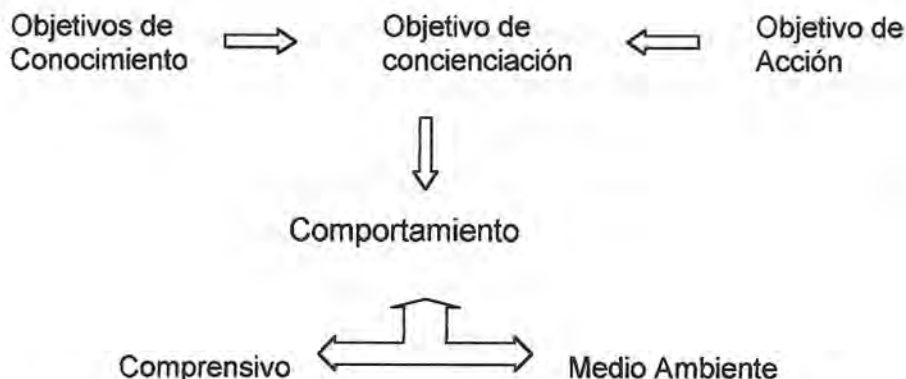 Objetivos de
Conocimiento
Objetivo de
concienciación
Objetivo de
Acción
Comportamiento
Comprensivo
Medio Ambiente